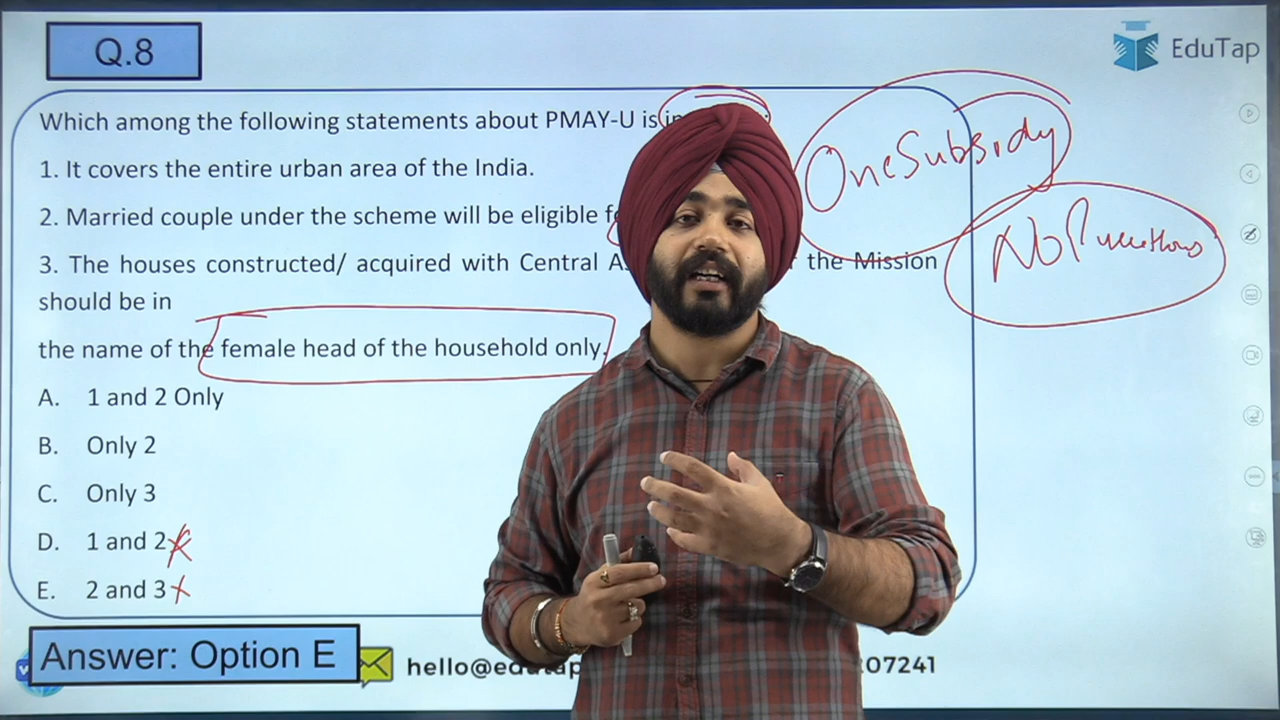 Q.8
EduTap
Which among the following statements about PMAY-U is
1. It covers the entire urban area of the India.
2. Married couple under the scheme will be eligible
3. The houses constructed/ acquired with Central the Mission
should be in
the name of the female head of the household only.
A. 1 and 2 Only
B. Only 2
C. Only 3
D. 1 and 2
E. 2 and 3
One Subsidy
No
Answer: Option E
07241